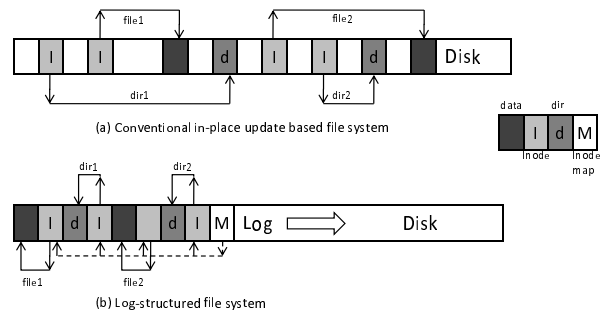 file1 file2
I I d I I d Disk
dir1 dir2
(a) Conventional in-place update based file system
data dir
I d M
Inode Inode
map
dir1 dir2
I d I d I M Log Disk
file1 file2
(b) Log-structured file system